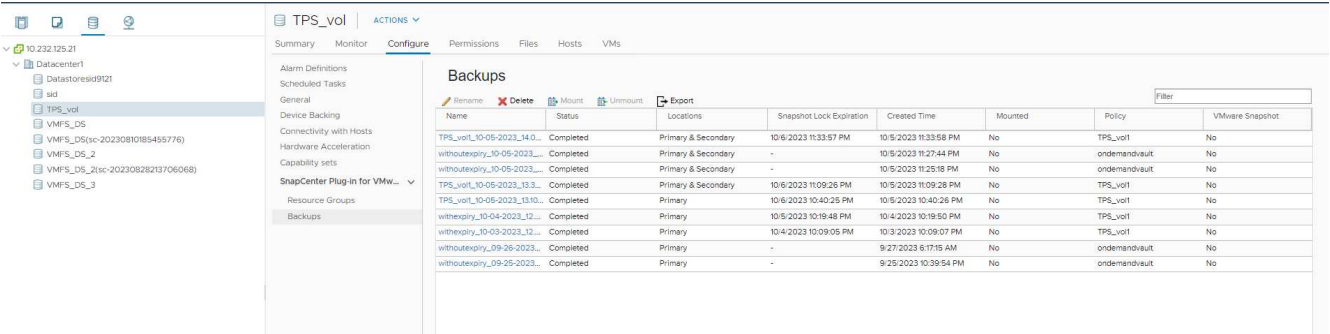 TPS_vol ACTIONS
Summary Monitor Configure Permissions Files Hosts VMs
10.232.125.21
Datacenter1
Datastoresid9121
sid
TPS_vol
VMFS_DS
VMFS_DS(sc-20230810185455776)
VMFS_DS_2
VMFS_DS_2(sc-20230828213706068)
VMFS_DS_3
Alarm Definitions
Scheduled Tasks
General
Device Backing
Connectivity with Hosts
Hardware Acceleration
Capability sets
SnapCenter Plug-in for VMw...
Resource Groups
Backups
Backups
Rename Delete Mount Unmount Export Filter
Name Status Locations Snapshot Lock Expiration Created Time Mounted Policy VMware Snapshot
TPS_vol1_10-05-2023_14.0... Completed Primary & Secondary 10/6/2023 11:33:57 PM 10/5/2023 11:33:58 PM No TPS_vol1 No
withoutexpiry_10-05-2023_... Completed Primary & Secondary - 10/5/2023 11:27:44 PM No ondemandvault No
withoutexpiry_10-05-2023_... Completed Primary & Secondary - 10/5/2023 11:25:18 PM No ondemandvault No
TPS_vol1_10-05-2023_13.3... Completed Primary & Secondary 10/6/2023 11:09:26 PM 10/5/2023 11:09:28 PM No TPS_vol1 No
TPS_vol1_10-05-2023_13.10... Completed Primary 10/6/2023 10:40:25 PM 10/5/2023 10:40:26 PM No TPS_vol1 No
withexpiry_10-04-2023_12.... Completed Primary 10/5/2023 10:19:48 PM 10/4/2023 10:19:50 PM No TPS_vol1 No
withexpiry_10-03-2023_12.... Completed Primary 10/4/2023 10:09:05 PM 10/3/2023 10:09:07 PM No TPS_vol1 No
withoutexpiry_09-26-2023... Completed Primary - 9/27/2023 6:17:15 AM No ondemandvault No
withoutexpiry_09-25-2023... Completed Primary - 9/25/2023 10:39:54 PM No ondemandvault No